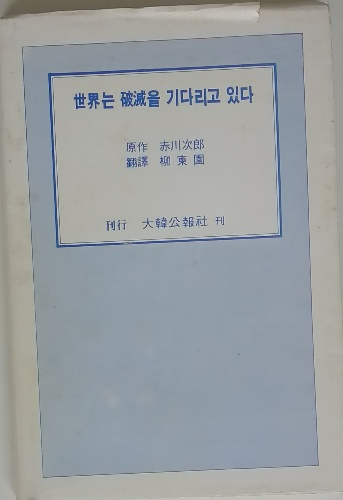 世界는 破滅을 기다리고 있다
原作 赤川次郎
翻譯 柳東園
刊行 大韓公報社 刊